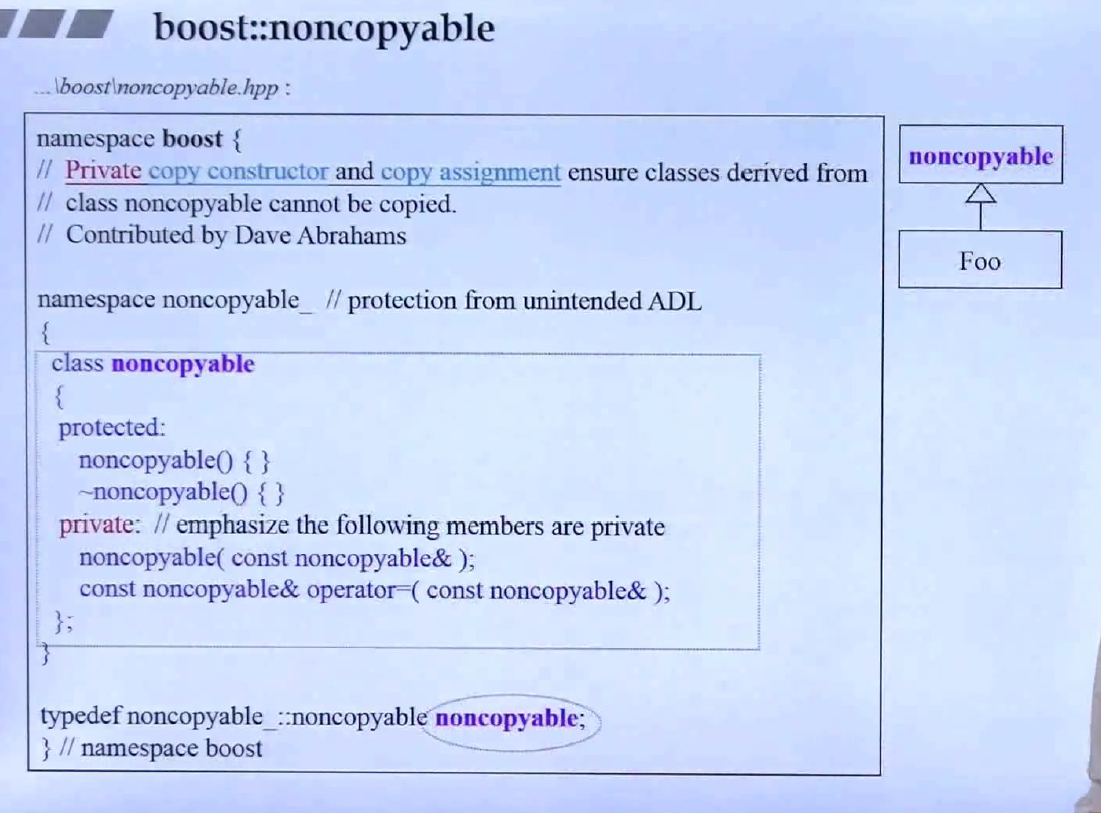 boost::noncopyable
...\boost\noncopyable.hpp :
namespace boost {
// Private copy constructor and copy assignment ensure classes derived from
// class noncopyable cannot be copied.
// Contributed by Dave Abrahams
namespace noncopyable_ // protection from unintended ADL
{
class noncopyable
{
protected:
noncopyable() { }
~noncopyable() { }
private: // emphasize the following members are private
noncopyable( const noncopyable& );
const noncopyable& operator=( const noncopyable& );
};
}
typedef noncopyable_::noncopyable noncopyable;
} // namespace boost
noncopyable
Foo